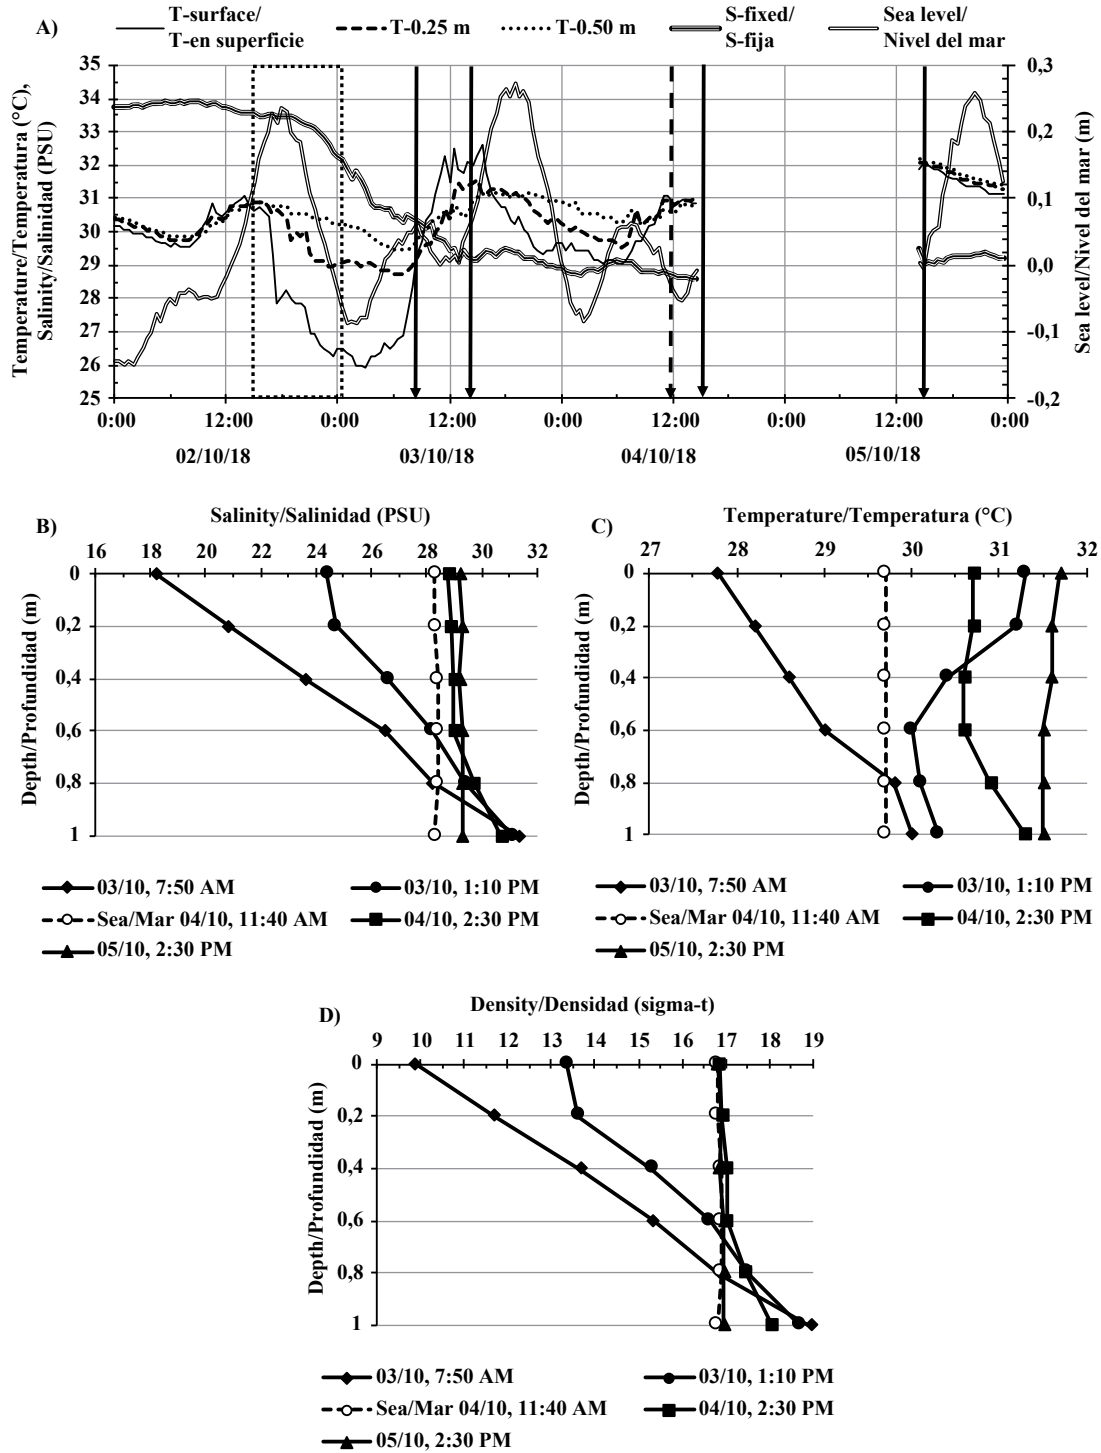 A)
T-surface/
T-en superficie
T-0.25 m
T-0.50 m
S-fixed/
S-fija
Sea level/
Nivel del mar
Temperature/Temperatura (°C),
Salinity/Salinidad (PSU)
35
34
33
32
31
30
29
28
27
26
25
0,3
0,2
0,1
0,0
-0,1
-0,2
Sea level/Nivel del mar (m)
0:00 12:00 0:00 12:00 0:00 12:00 0:00 12:00 0:00
02/10/18 03/10/18 04/10/18 05/10/18
B)
Salinity/Salinidad (PSU)
16 18 20 22 24 26 28 30 32
Depth/Profundidad (m)
0
0,2
0,4
0,6
0,8
1
03/10, 7:50 AM
03/10, 1:10 PM
Sea/Mar 04/10, 11:40 AM
04/10, 2:30 PM
05/10, 2:30 PM
C)
Temperature/Temperatura (°C)
27 28 29 30 31 32
Depth/Profundidad (m)
0
0,2
0,4
0,6
0,8
1
03/10, 7:50 AM
03/10, 1:10 PM
Sea/Mar 04/10, 11:40 AM
04/10, 2:30 PM
05/10, 2:30 PM
D)
Density/Densidad (sigma-t)
9 10 11 12 13 14 15 16 17 18 19
Depth/Profundidad (m)
0
0,2
0,4
0,6
0,8
1
03/10, 7:50 AM
03/10, 1:10 PM
Sea/Mar 04/10, 11:40 AM
04/10, 2:30 PM
05/10, 2:30 PM